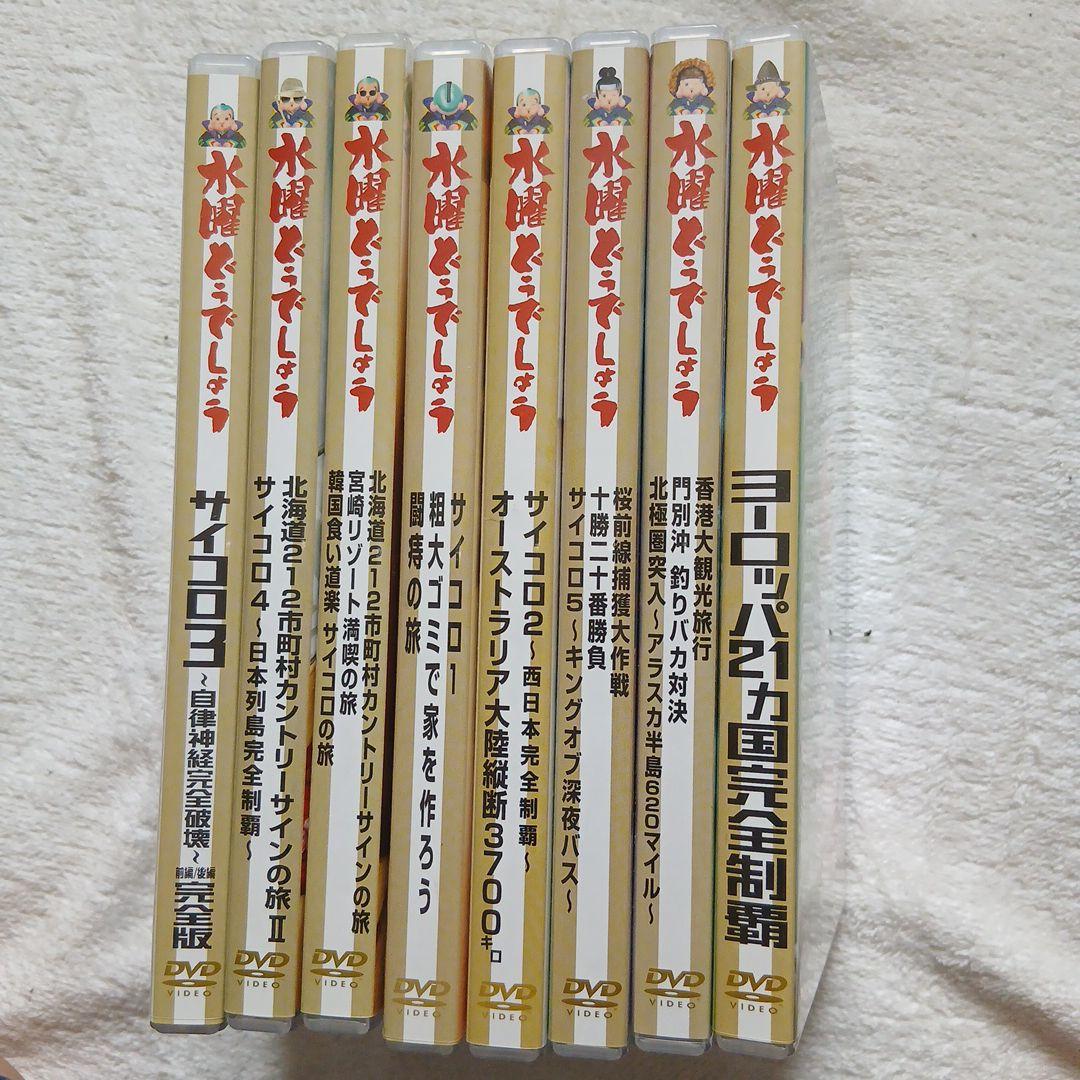 水曜どうでしょう
サイコロ3
～自律神経完全破壊～
前編/後編
完全版
DVD
VIDEO
水曜どうでしょう
北海道212市町村カントリーサインの旅Ⅱ
サイコロ4～日本列島完全制覇～
DVD
VIDEO
水曜どうでしょう
北海道212市町村カントリーサインの旅
宮崎リゾート満喫の旅
韓国食い道楽 サイコロの旅
DVD
VIDEO
水曜どうでしょう
サイコロ1
粗大ゴミで家を作ろう
闘痔の旅
DVD
VIDEO
水曜どうでしょう
サイコロ2～西日本完全制覇～
オーストラリア大陸縦断3700キロ
DVD
VIDEO
水曜どうでしょう
桜前線捕獲大作戦
十勝二十番勝負
サイコロ5～キングオブ深夜バス～
DVD
VIDEO
水曜どうでしょう
香港大観光旅行
門別沖 釣りバカ対決
北極圏突入～アラスカ半島620マイル～
DVD
VIDEO
水曜どうでしょう
ヨーロッパ21カ国完全制覇
DVD
VIDEO